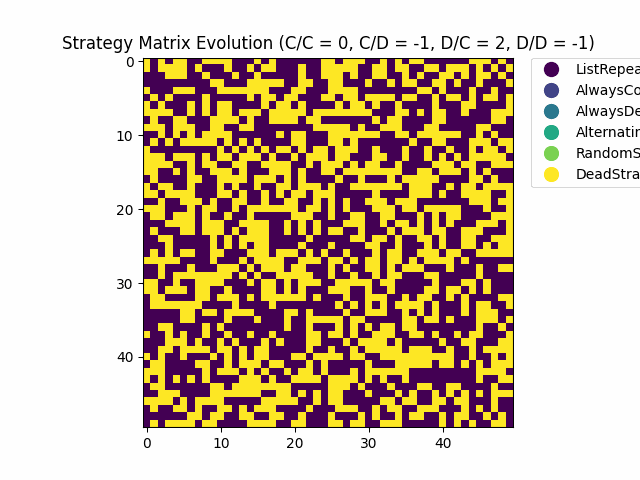 Strategy Matrix Evolution (C/C = 0, C/D = -1, D/C = 2, D/D = -1)
0
10
20
30
40
0 10 20 30 40
ListRepea
AlwaysCo
AlwaysDe
Alternatin
RandomS
DeadStra